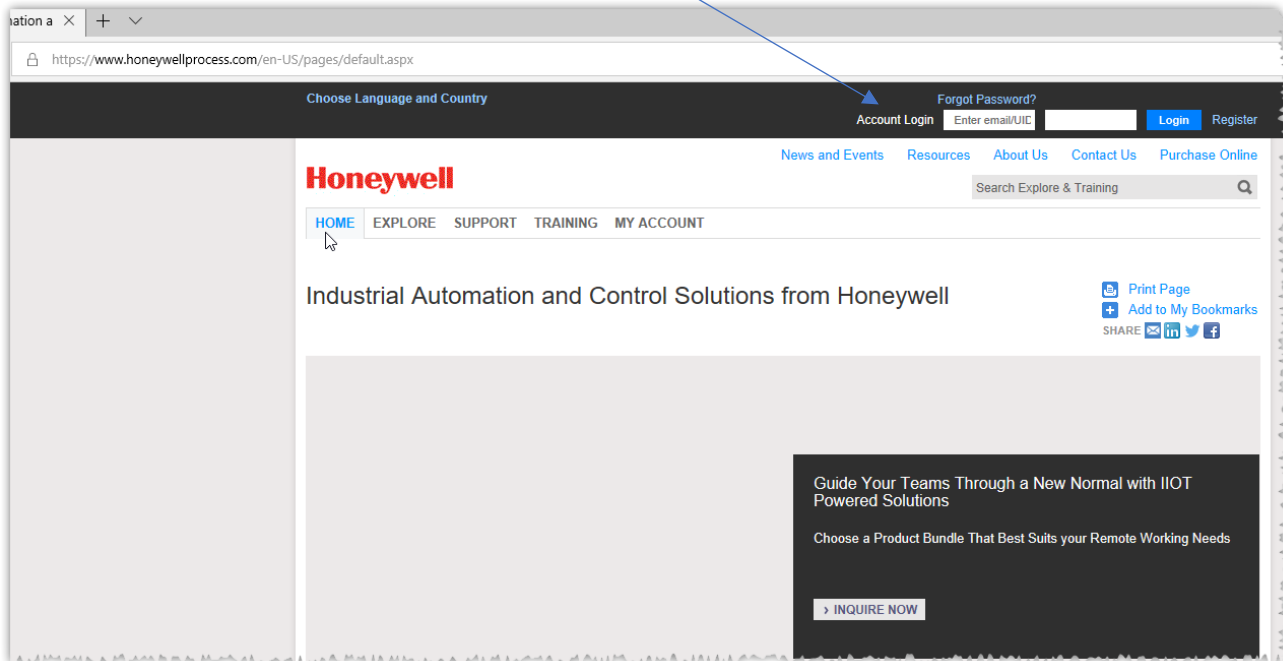 ation a
https://www.honeywellprocess.com/en-US/pages/default.aspx
Choose Language and Country
Forgot Password?
Account Login Enter email/UID Login Register
News and Events Resources About Us Contact Us Purchase Online
Honeywell
Search Explore & Training
HOME EXPLORE SUPPORT TRAINING MY ACCOUNT
Industrial Automation and Control Solutions from Honeywell
Print Page
Add to My Bookmarks
SHARE
Guide Your Teams Through a New Normal with IIOT
Powered Solutions
Choose a Product Bundle That Best Suits your Remote Working Needs
› INQUIRE NOW